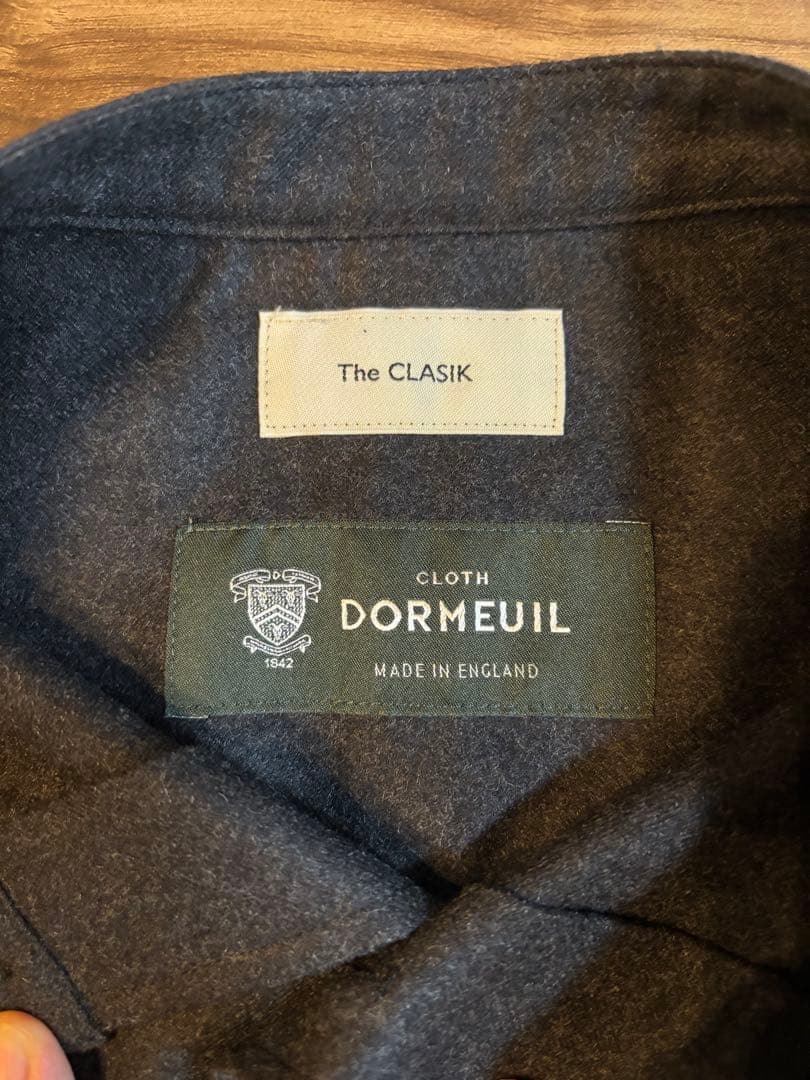 The CLASIK
CLOTH
DORMEUIL
1842
MADE IN ENGLAND